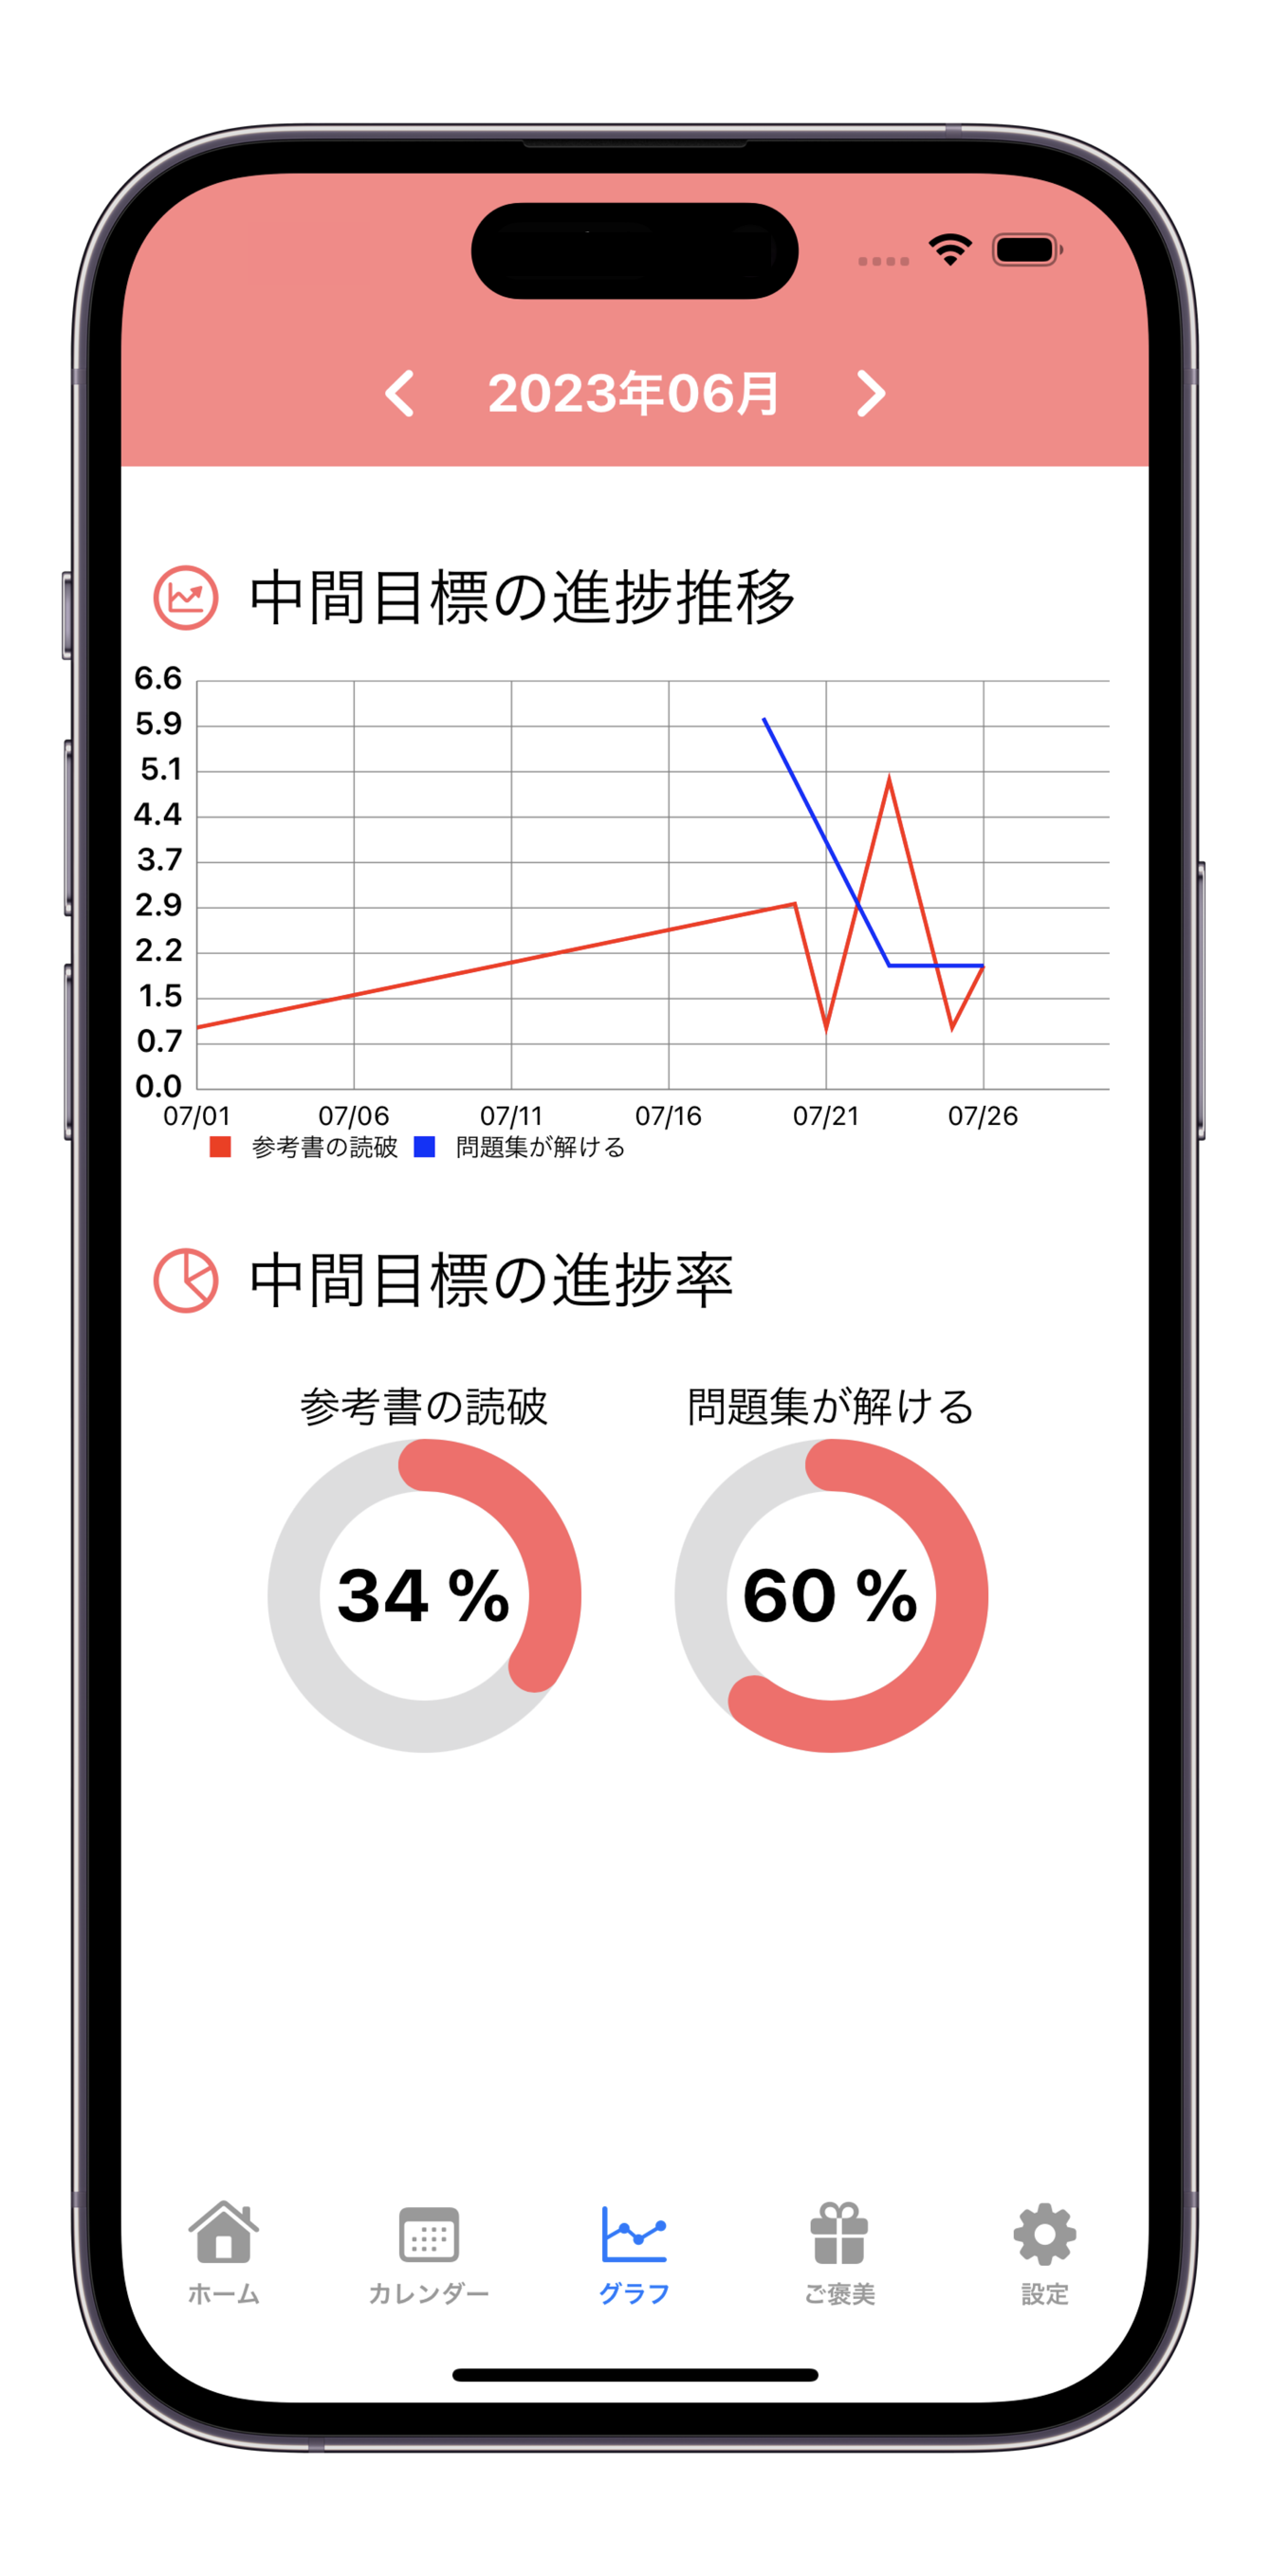 2023年06月
中間目標の進捗推移
6.6
5.9
5.1
4.4
3.7
2.9
2.2
1.5
0.7
0.0
07/01 07/06 07/11 07/16 07/21 07/26
参考書の読破 問題集が解ける
中間目標の進捗率
参考書の読破 問題集が解ける
34 % 60 %
ホーム カレンダー グラフ ご褒美 設定